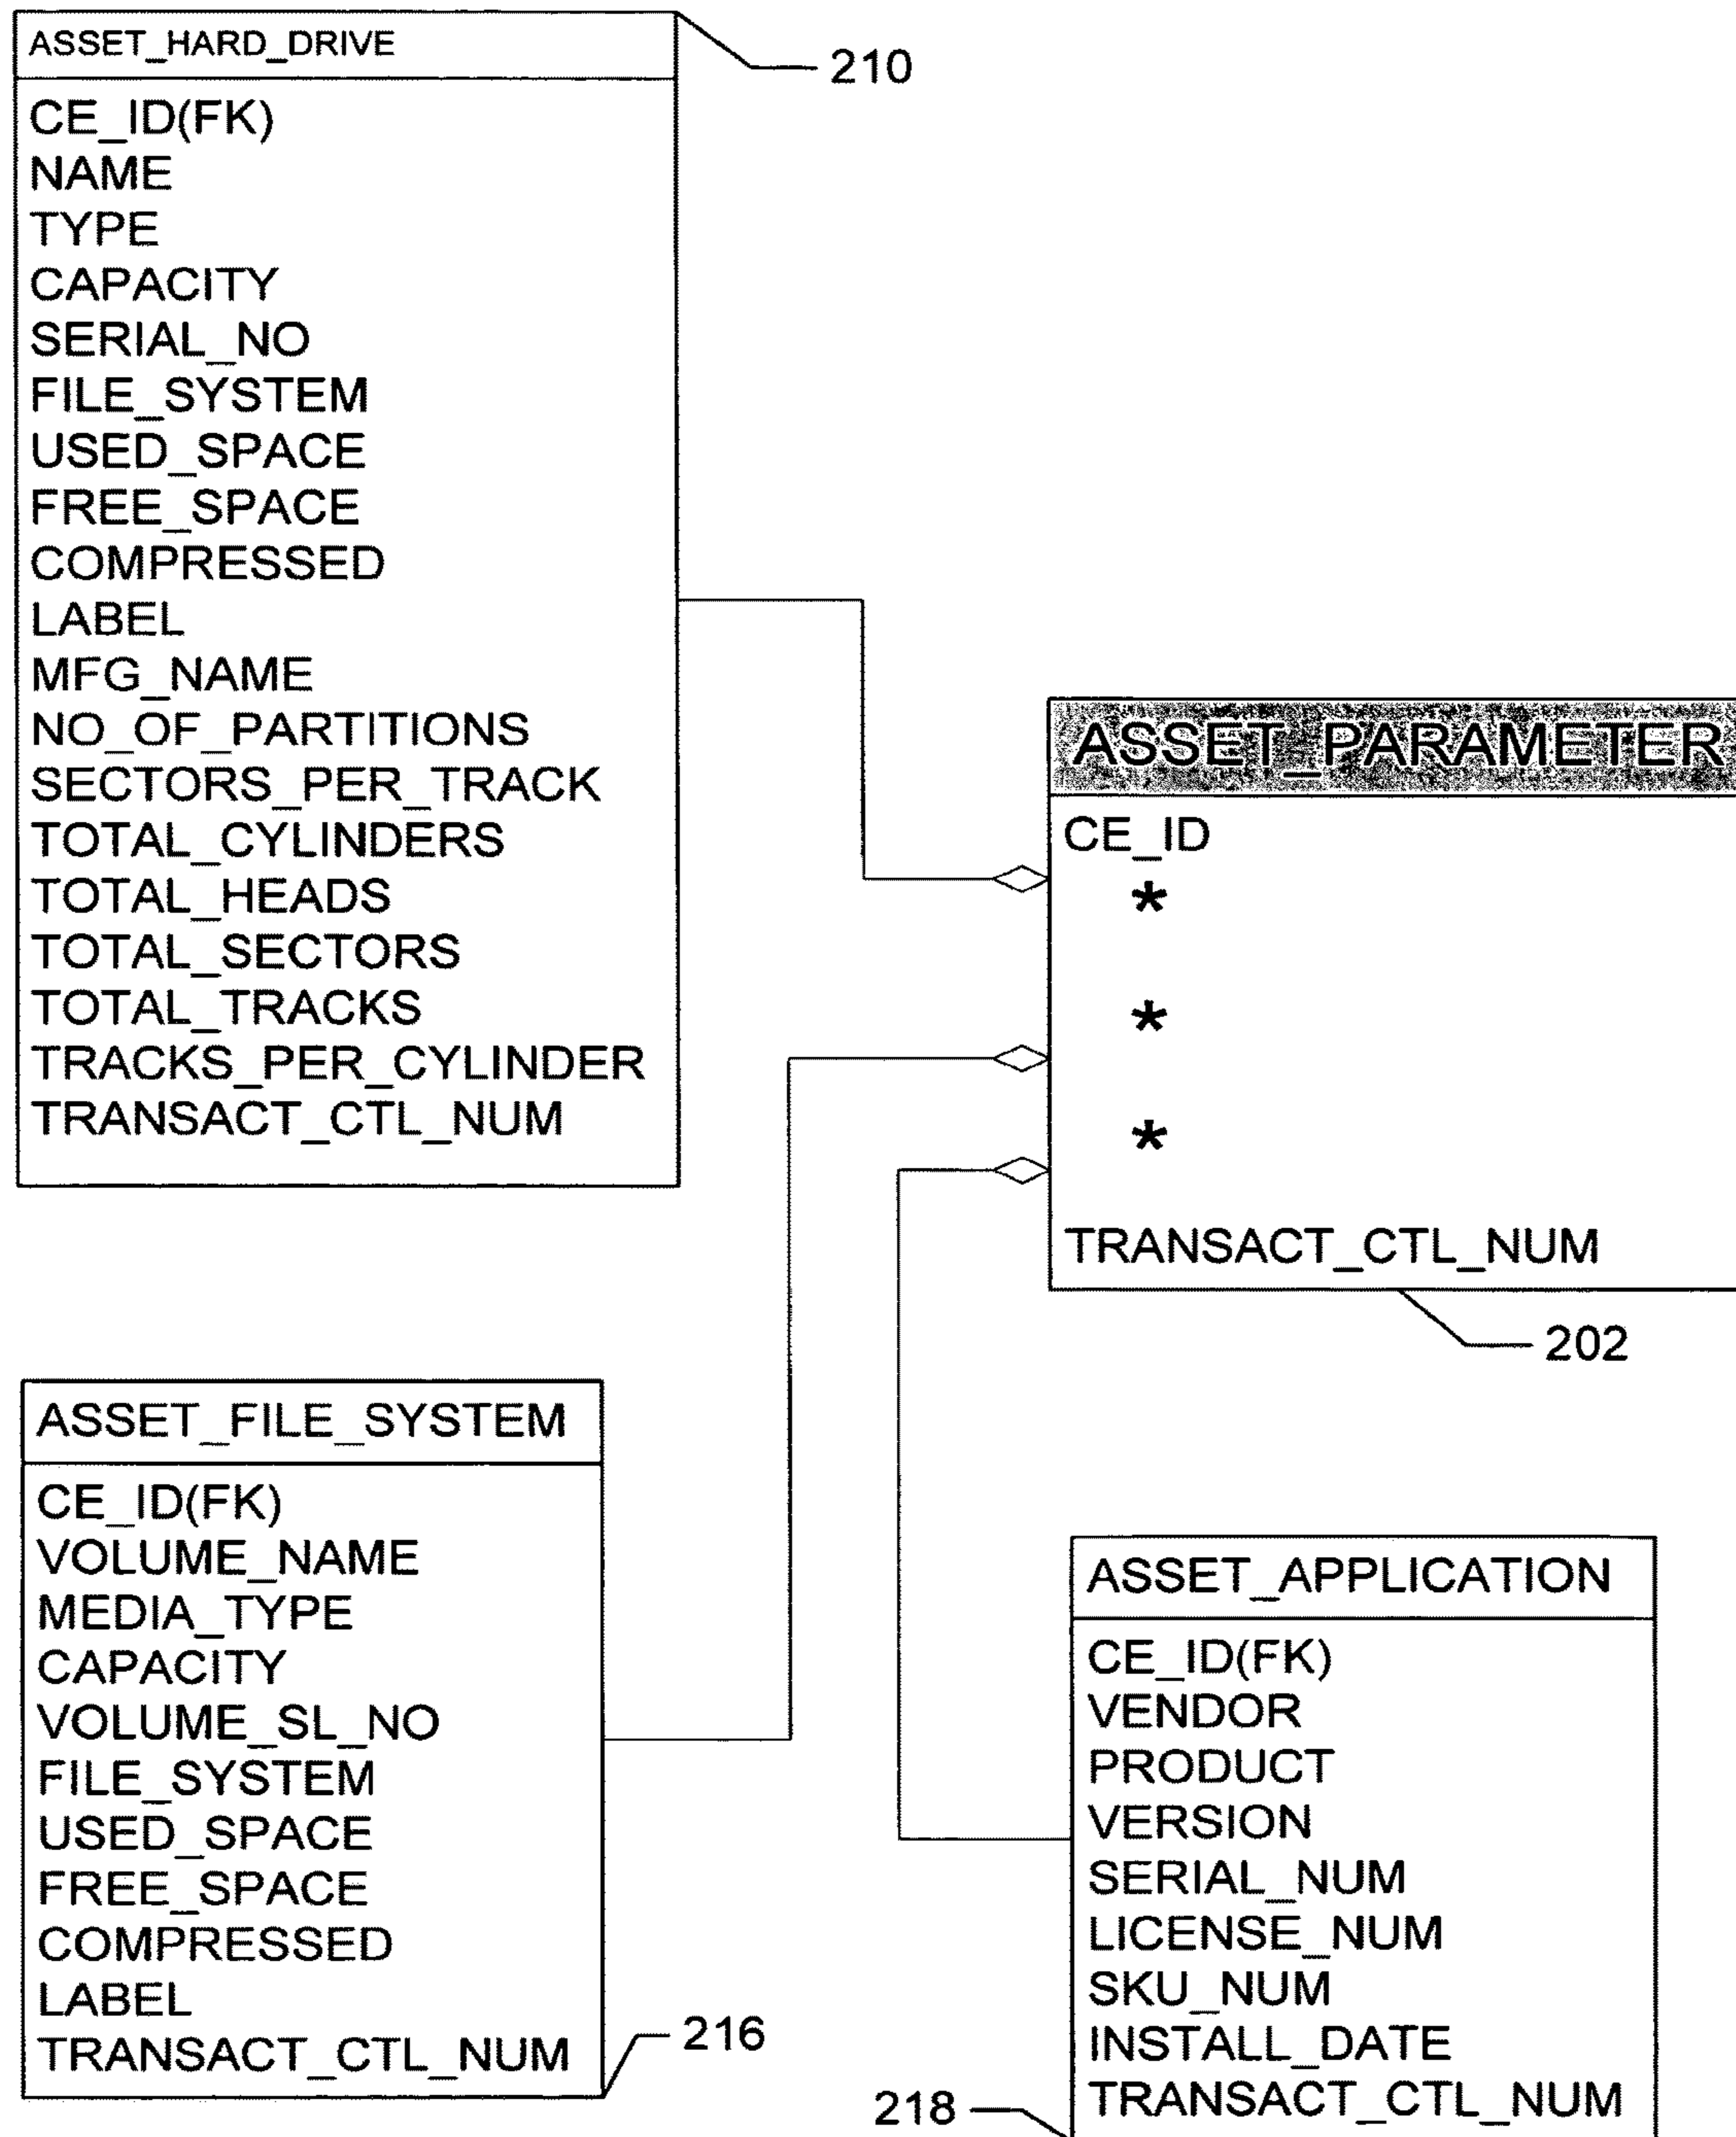 ASSET_HARD_DRIVE
210
CE_ID(FK)
NAME
TYPE
CAPACITY
SERIAL_NO
FILE_SYSTEM
USED_SPACE
FREE_SPACE
COMPRESSED
LABEL
MFG_NAME
NO_OF_PARTITIONS
SECTORS_PER_TRACK
TOTAL_CYLINDERS
TOTAL_HEADS
TOTAL_SECTORS
TOTAL_TRACKS
TRACKS_PER_CYLINDER
TRANSACT_CTL_NUM
ASSET_PARAMETER
CE_ID
*
*
*
TRANSACT_CTL_NUM
202
ASSET_FILE_SYSTEM
CE_ID(FK)
VOLUME_NAME
MEDIA_TYPE
CAPACITY
VOLUME_SL_NO
FILE_SYSTEM
USED_SPACE
FREE_SPACE
COMPRESSED
LABEL
TRANSACT_CTL_NUM
216
ASSET_APPLICATION
CE_ID(FK)
VENDOR
PRODUCT
VERSION
SERIAL_NUM
LICENSE_NUM
SKU_NUM
INSTALL_DATE
TRANSACT_CTL_NUM
218